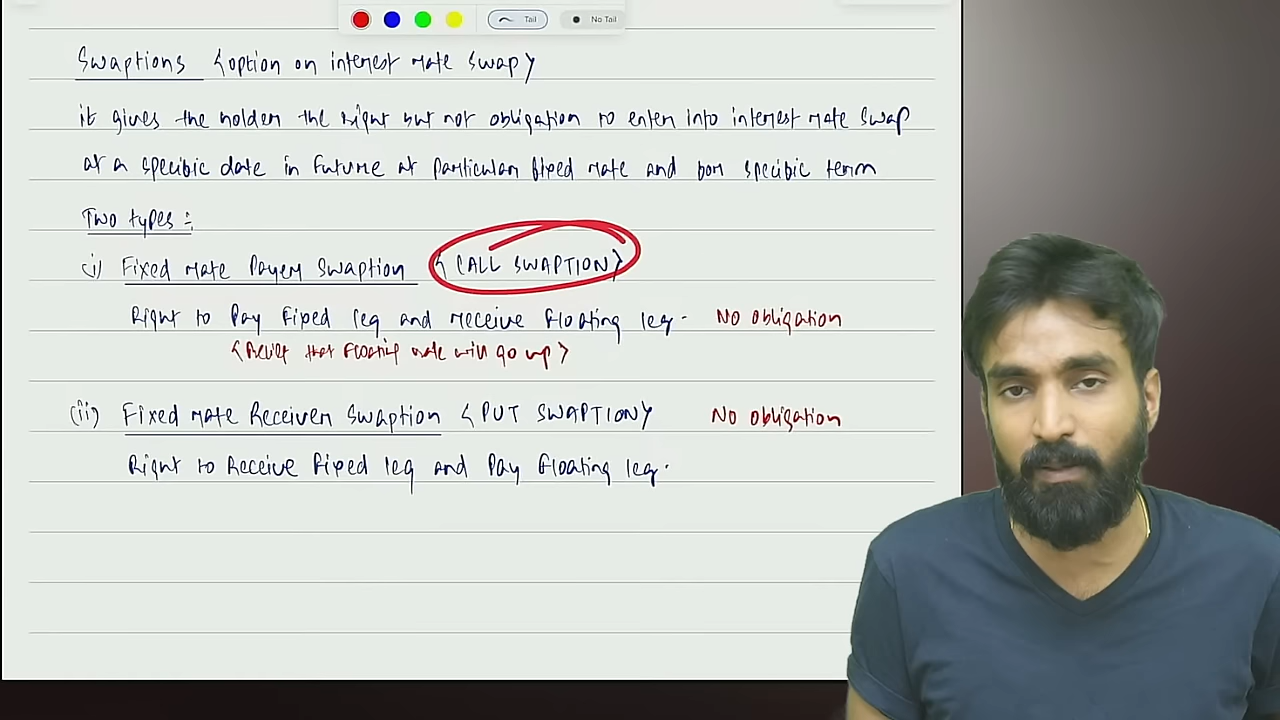 Tail
No Tail
Swaptions {option on interest rate swap}
it gives the holder the right but not obligation to enter into interest rate swap
at a specific date in future at particular fixed rate and for specific term
Two types :-
i) Fixed rate Payer Swaption {CALL SWAPTION}
Right to Pay Fixed leg and receive Floating leg. No obligation
{Belief that Floating rate will go up}
(ii) Fixed rate Receiver Swaption {PUT SWAPTION} No obligation
Right to Receive Fixed leg and Pay Floating leg.